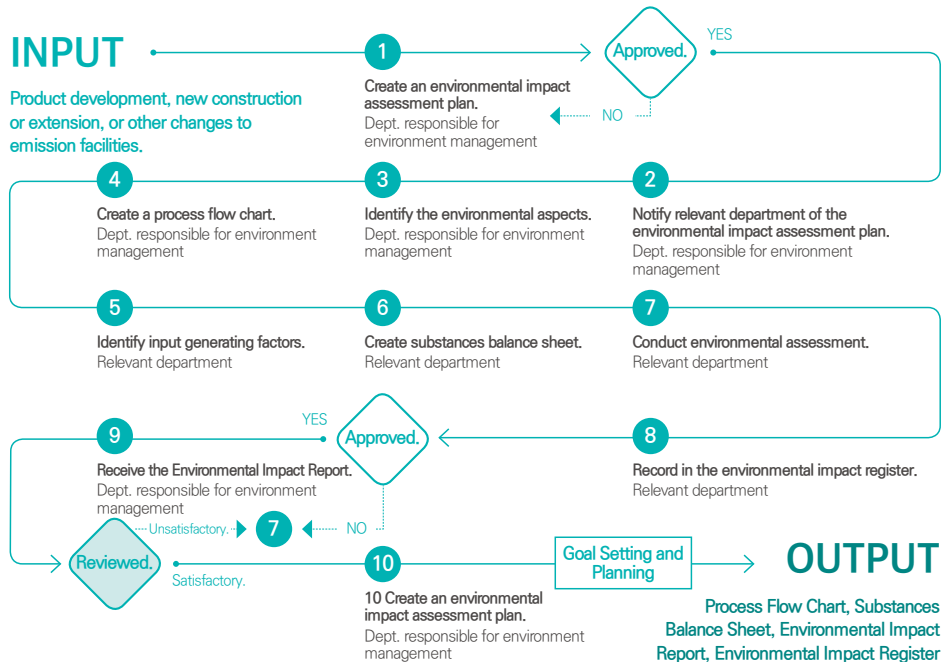 INPUT
Product development, new construction
or extension, or other changes to
emission facilities.
1
Create an environmental impact
assessment plan.
Dept. responsible for
environment management
Approved.
YES
NO
4
Create a process flow chart.
Dept. responsible for environment
management
3
Identify the environmental aspects.
Dept. responsible for environment
management
2
Notify relevant department of the
environmental impact assessment plan.
Dept. responsible for environment
management
5
Identify input generating factors.
Relevant department
6
Create substances balance sheet.
Relevant department
7
Conduct environmental assessment.
Relevant department
9
Receive the Environmental Impact Report.
Dept. responsible for environment
management
YES
Approved.
NO
8
Record in the environmental impact register.
Relevant department
Reviewed.
Unsatisfactory.
7
Satisfactory.
10
10 Create an environmental
impact assessment plan.
Dept. responsible for environment
management
Goal Setting and
Planning
OUTPUT
Process Flow Chart, Substances
Balance Sheet, Environmental Impact
Report, Environmental Impact Register